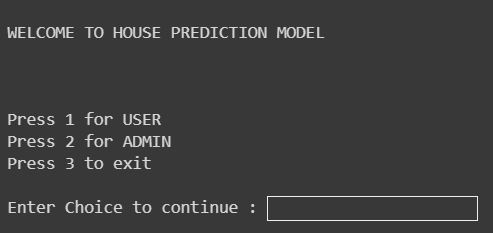 WELCOME TO HOUSE PREDICTION MODEL
Press 1 for USER
Press 2 for ADMIN
Press 3 to exit
Enter Choice to continue :